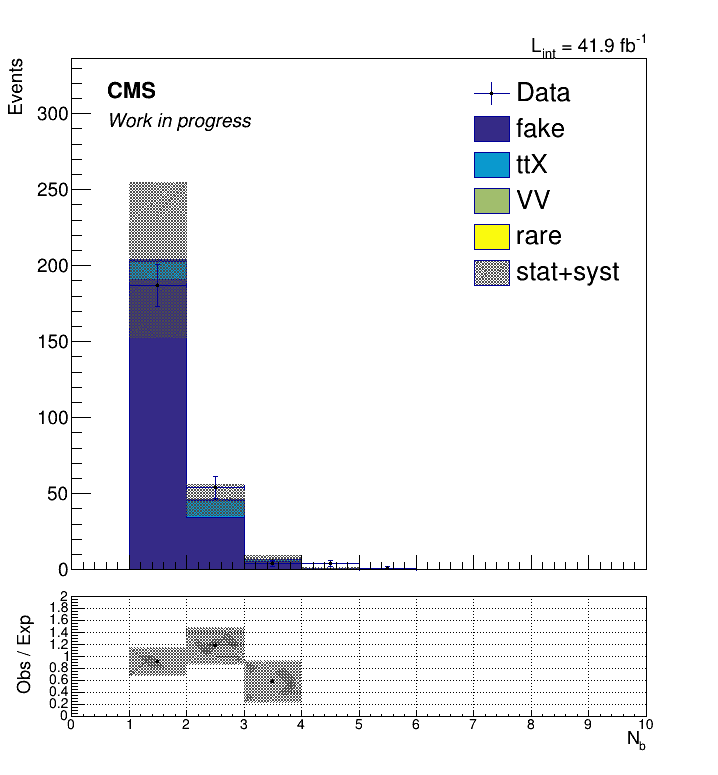 L_int = 41.9 fb^-1
Events
CMS
Work in progress
Data
fake
ttX
VV
rare
stat+syst
300
250
200
150
100
50
0
Obs / Exp
2
1.8
1.6
1.4
1.2
1
0.8
0.6
0.4
0.2
0
0 1 2 3 4 5 6 7 8 9 10
N_b